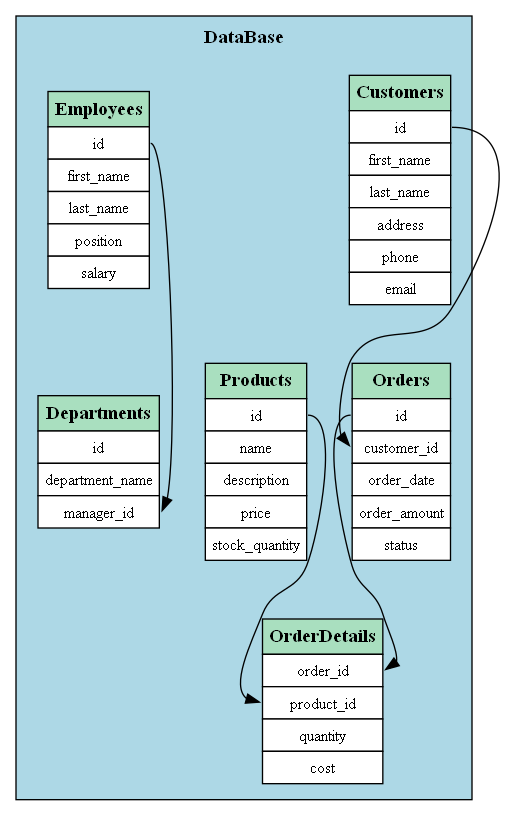 DataBase
Employees
id
first_name
last_name
position
salary
Customers
id
first_name
last_name
address
phone
email
Departments
id
department_name
manager_id
Products
id
name
description
price
stock_quantity
Orders
id
customer_id
order_date
order_amount
status
OrderDetails
order_id
product_id
quantity
cost